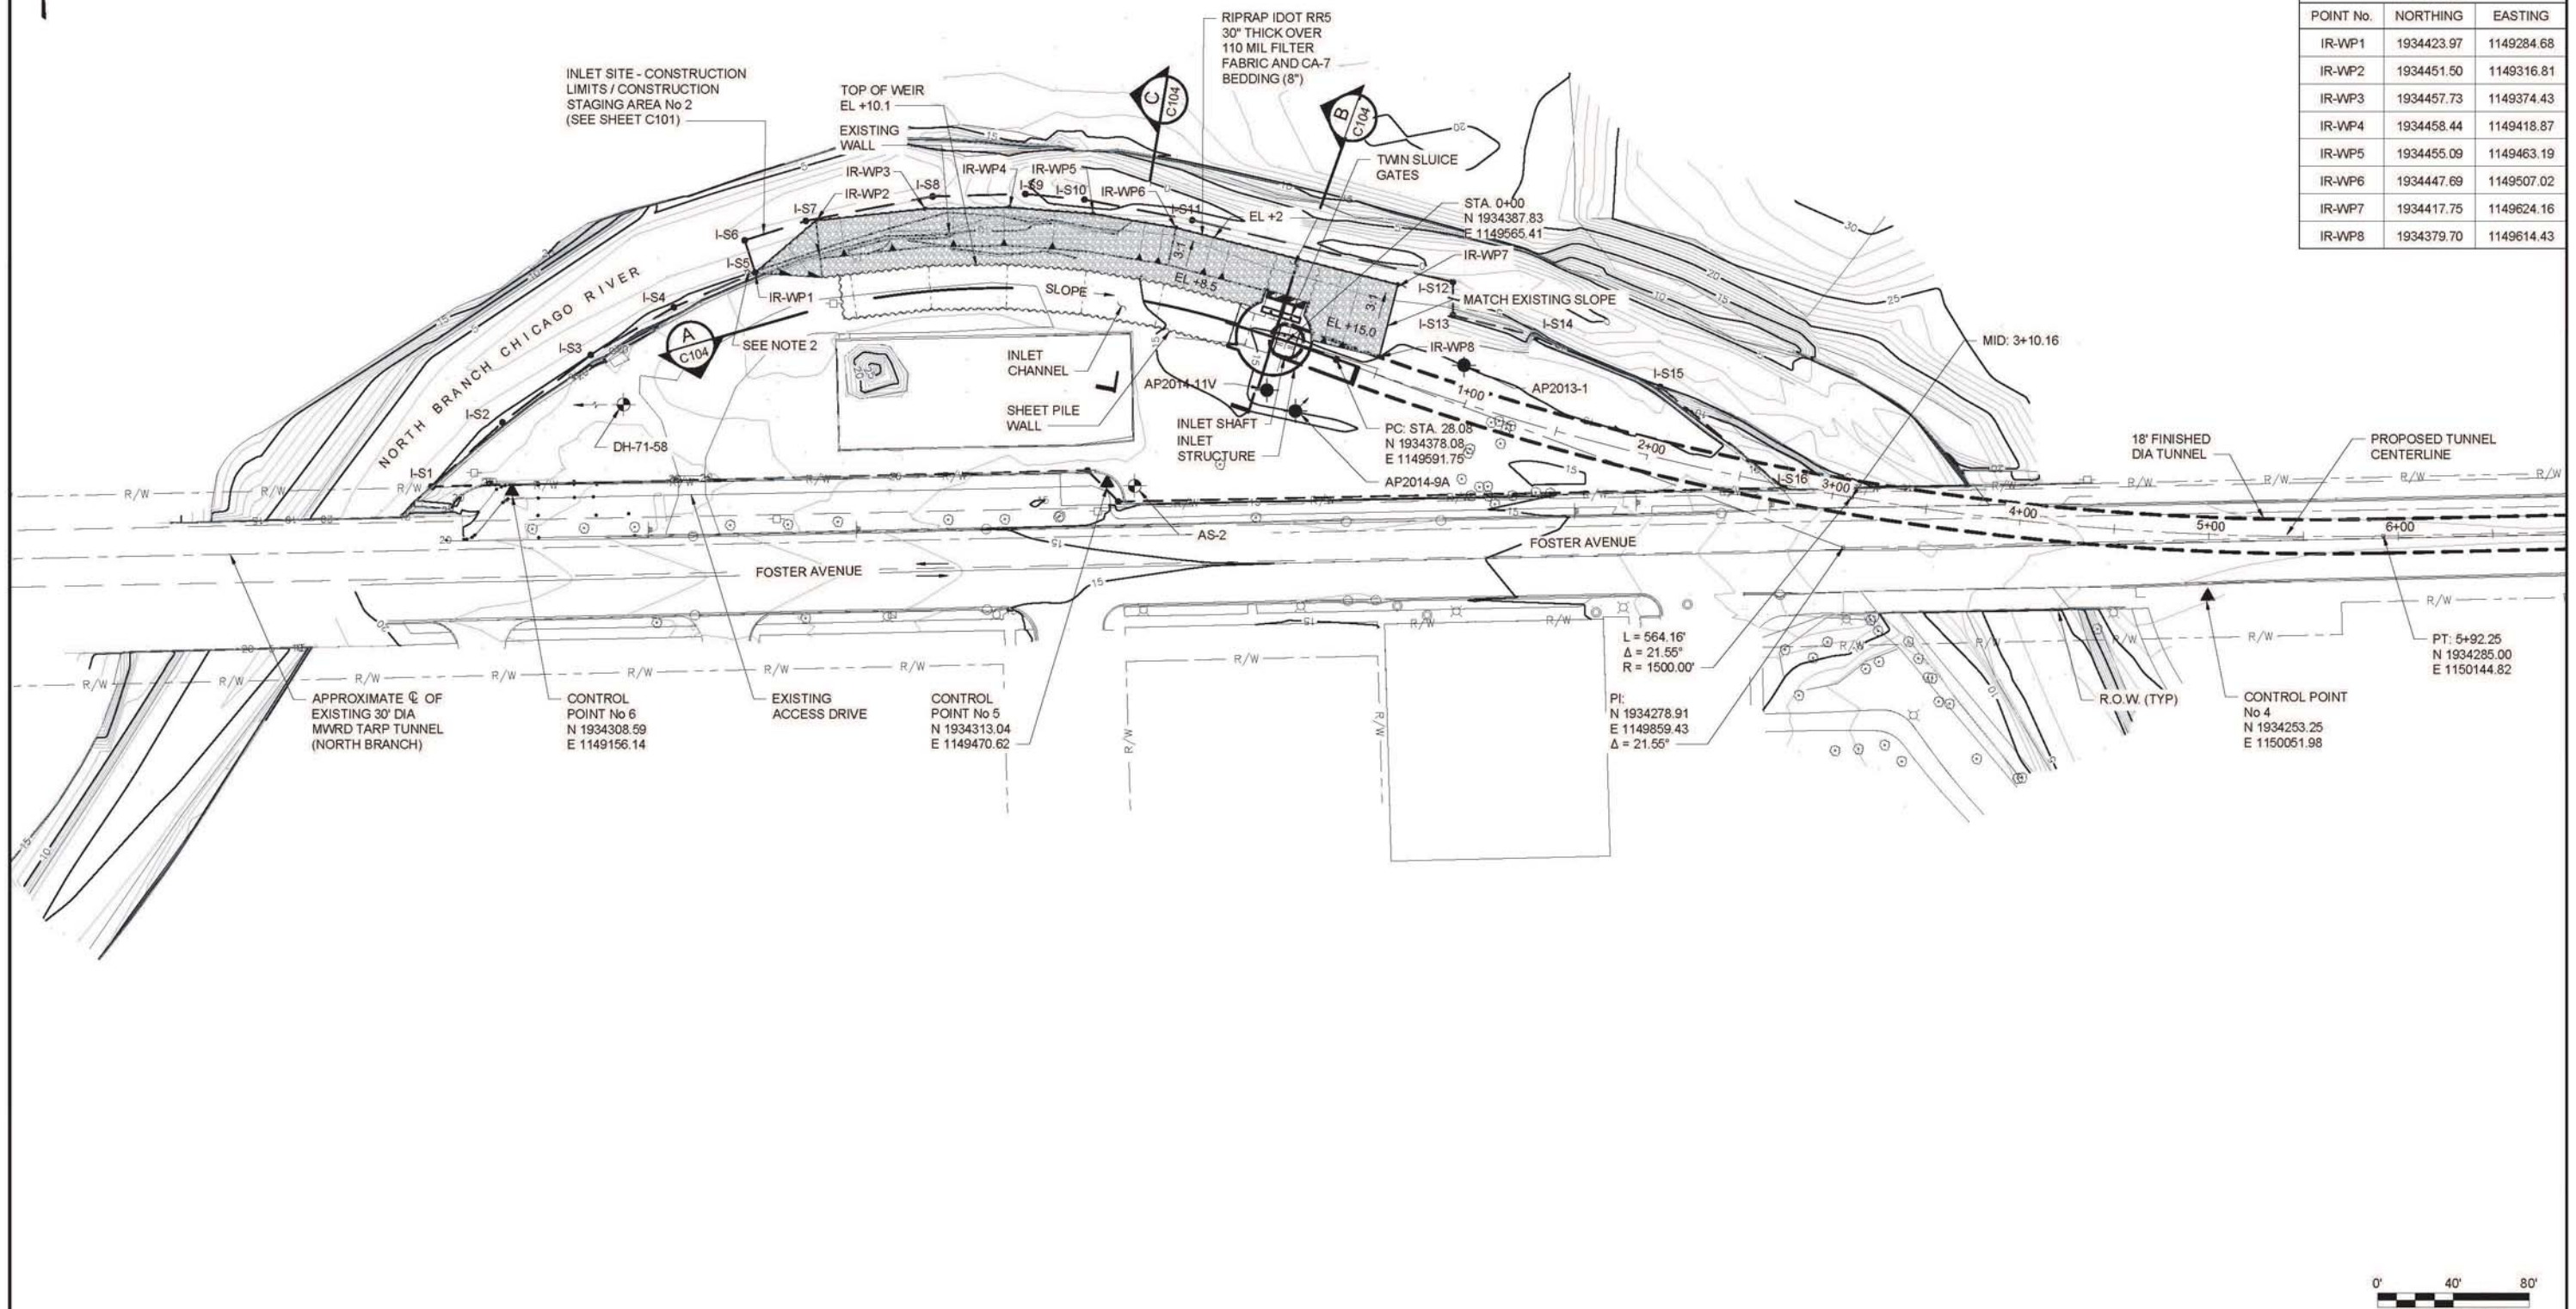 POINT No. NORTHING EASTING
IR-WP1 1934423.97 1149284.68
IR-WP2 1934451.50 1149316.81
IR-WP3 1934457.73 1149374.43
IR-WP4 1934458.44 1149418.87
IR-WP5 1934455.09 1149463.19
IR-WP6 1934447.69 1149507.02
IR-WP7 1934417.75 1149624.16
IR-WP8 1934379.70 1149614.43
RIPRAP IDOT RR5
30" THICK OVER
110 MIL FILTER
FABRIC AND CA-7
BEDDING (8")
INLET SITE - CONSTRUCTION
LIMITS / CONSTRUCTION
STAGING AREA No 2
(SEE SHEET C101)
TOP OF WEIR
EL +10.1
EXISTING
WALL
C
C104
B
C104
TWIN SLUICE
GATES
IR-WP3
IR-WP4
IR-WP5
IR-WP2
I-S8
I-S9
I-S10
IR-WP6
I-S7
I-S11
EL +2
STA. 0+00
N 1934387.83
E 1149565.41
I-S6
3:1
IR-WP7
I-S5
EL +8.5
I-S12
I-S4
IR-WP1
SLOPE
MATCH EXISTING SLOPE
3:1
EL +15.0
I-S13
I-S14
A
C104
SEE NOTE 2
I-S3
INLET
CHANNEL
IR-WP8
MID: 3+10.16
NORTH BRANCH CHICAGO RIVER
AP2014-11V
AP2013-1
I-S15
1+00
I-S2
SHEET PILE
WALL
INLET SHAFT
INLET
STRUCTURE
PC: STA. 28.08
N 1934378.08
E 1149591.75
2+00
DH-71-58
18' FINISHED
DIA TUNNEL
PROPOSED TUNNEL
CENTERLINE
I-S1
AP2014-9A
I-S16
3+00
R/W R/W R/W R/W R/W R/W R/W R/W R/W R/W R/W R/W
4+00
5+00
6+00
AS-2
FOSTER AVENUE
FOSTER AVENUE
R/W R/W R/W R/W R/W R/W R/W R/W R/W R/W R/W R/W R/W
R/W
R/W
L = 564.16'
Δ = 21.55°
R = 1500.00'
PT: 5+92.25
N 1934285.00
E 1150144.82
APPROXIMATE ℄ OF
EXISTING 30' DIA
MWRD TARP TUNNEL
(NORTH BRANCH)
CONTROL
POINT No 6
N 1934308.59
E 1149156.14
EXISTING
ACCESS DRIVE
CONTROL
POINT No 5
N 1934313.04
E 1149470.62
PI:
N 1934278.91
E 1149859.43
Δ = 21.55°
R.O.W. (TYP)
CONTROL POINT
No 4
N 1934253.25
E 1150051.98
0' 40' 80'